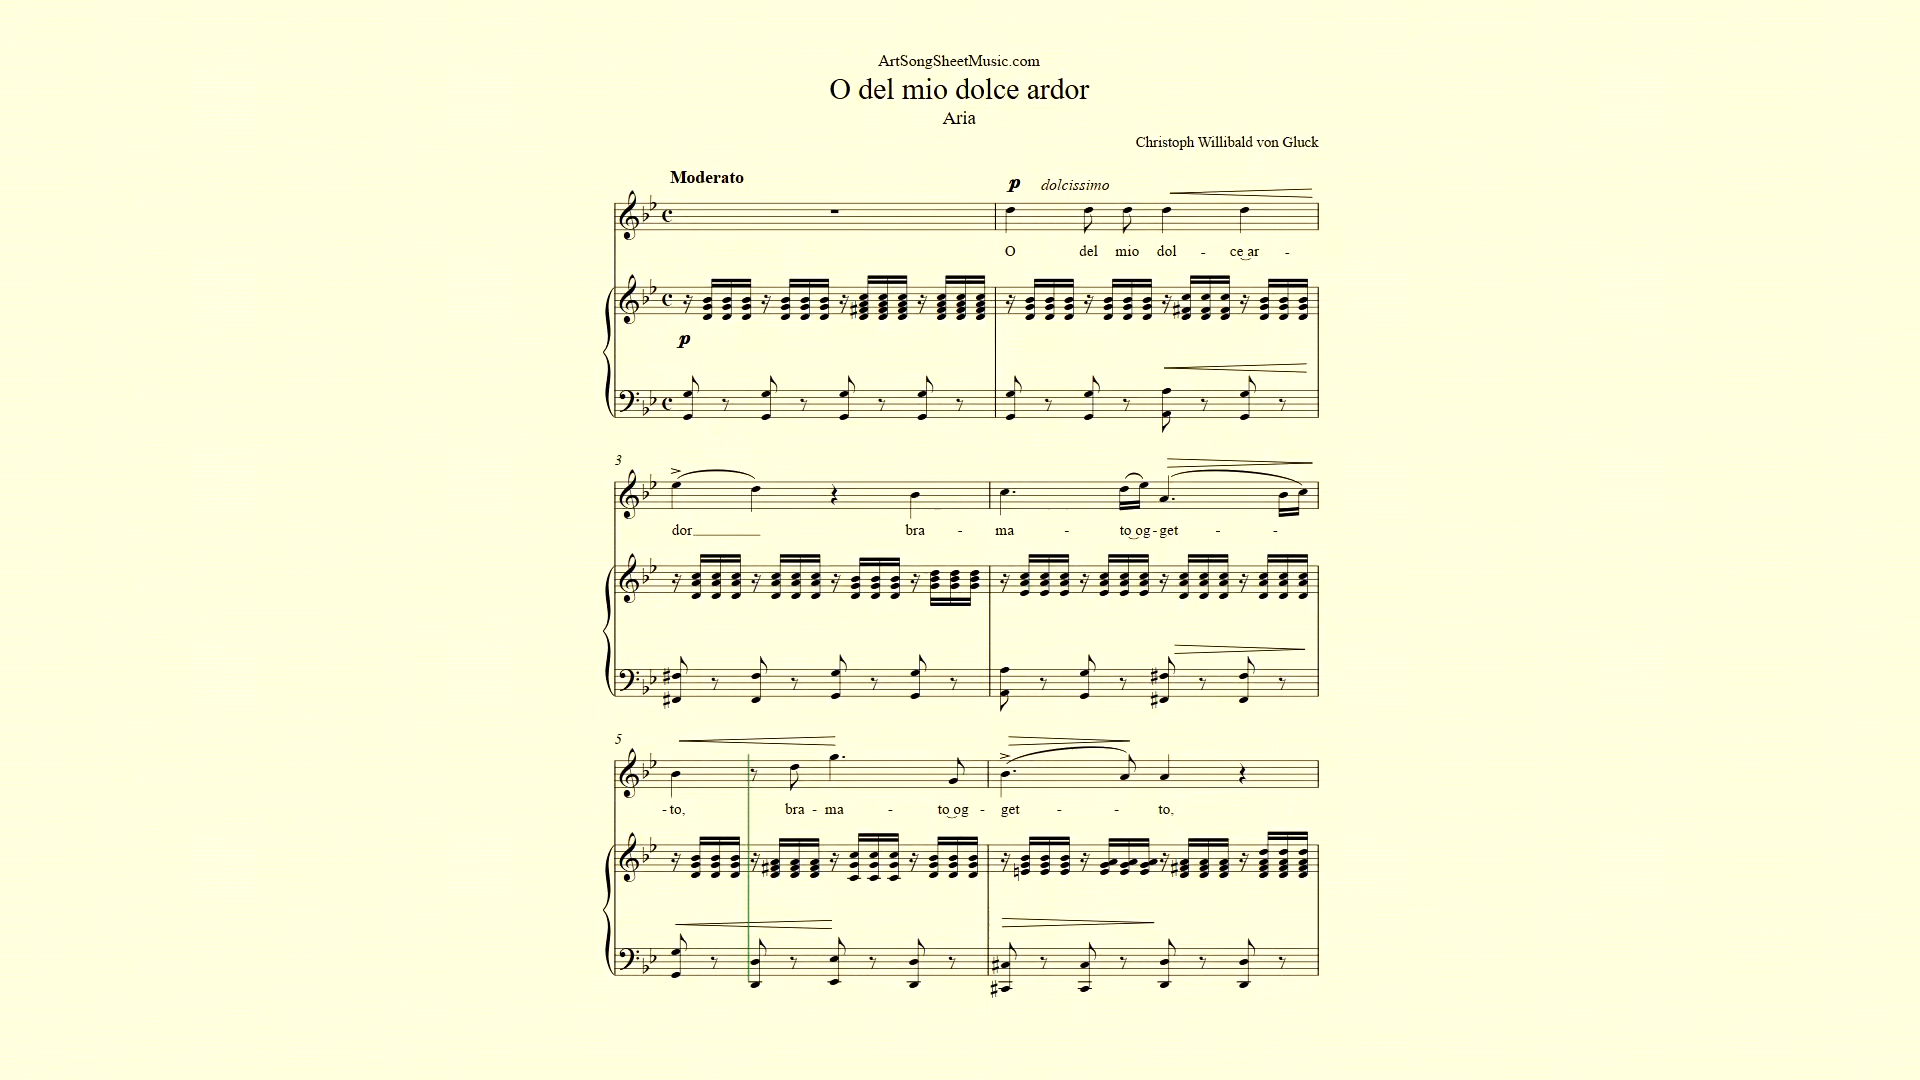 ArtSongSheetMusic.com
O del mio dolce ardor
Aria
Christoph Willibald von Gluck
Moderato
p dolcissimo
O del mio dol - ce‿ar -
p
3
dor bra - ma - to‿og - get - -
5
- to, bra - ma - to‿og - get - - to,